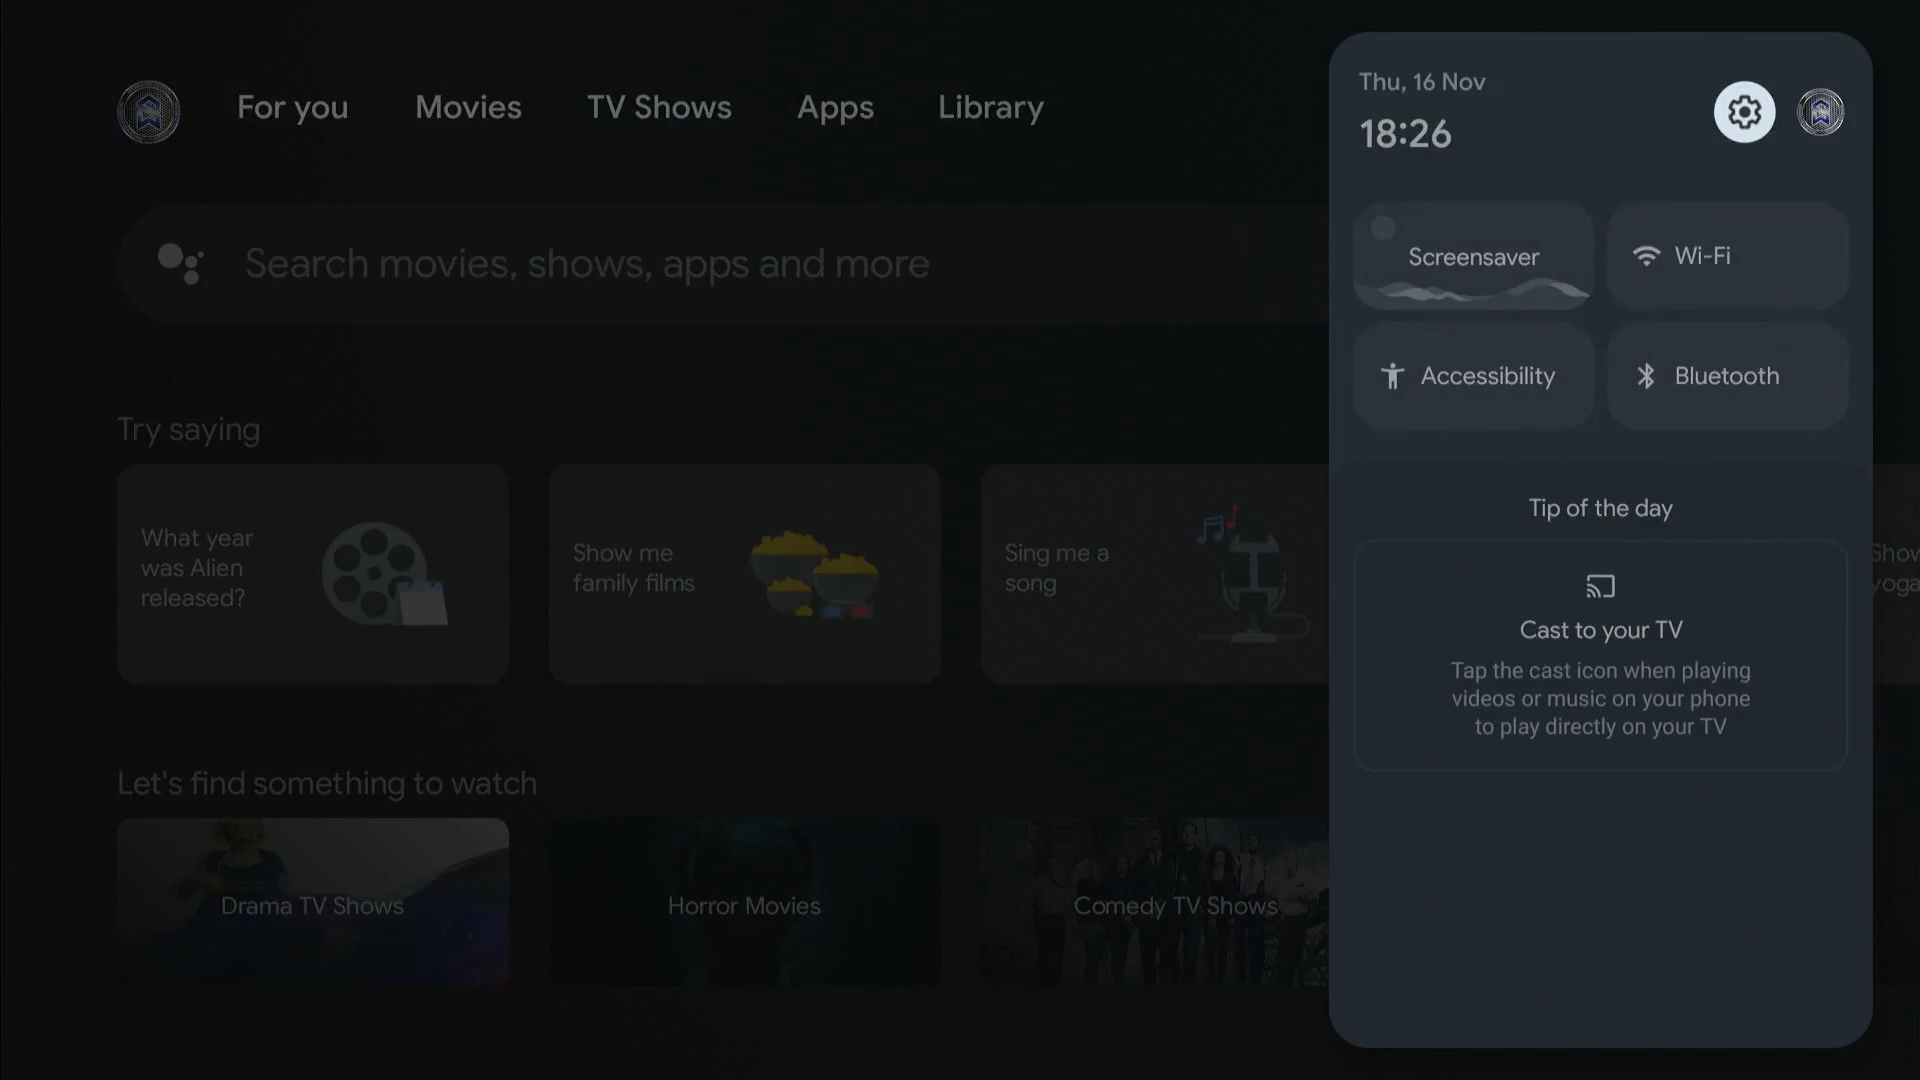 For you
Movies
TV Shows
Apps
Library
Search movies, shows, apps and more
Try saying
What year
was Alien
released?
Show me
family films
Sing me a
song
Show
yoga
Let's find something to watch
Drama TV Shows
Horror Movies
Comedy TV Shows
Thu, 16 Nov
18:26
Screensaver
Wi-Fi
Accessibility
Bluetooth
Tip of the day
Cast to your TV
Tap the cast icon when playing
videos or music on your phone
to play directly on your TV